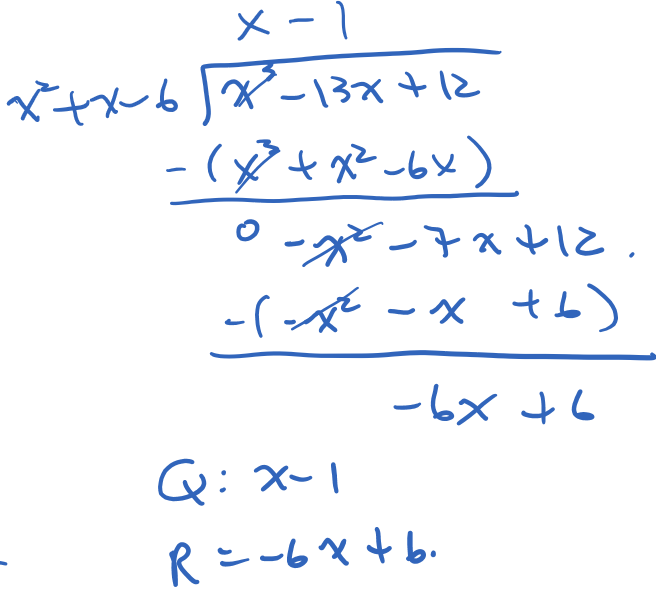 x - 1
x²+x-6 √x³ - 13x + 12
-(x³ + x² - 6x)
0 -x² - 7x + 12.
-(-x² - x + 6)
-6x + 6
Q: x-1
R = -6x + 6.